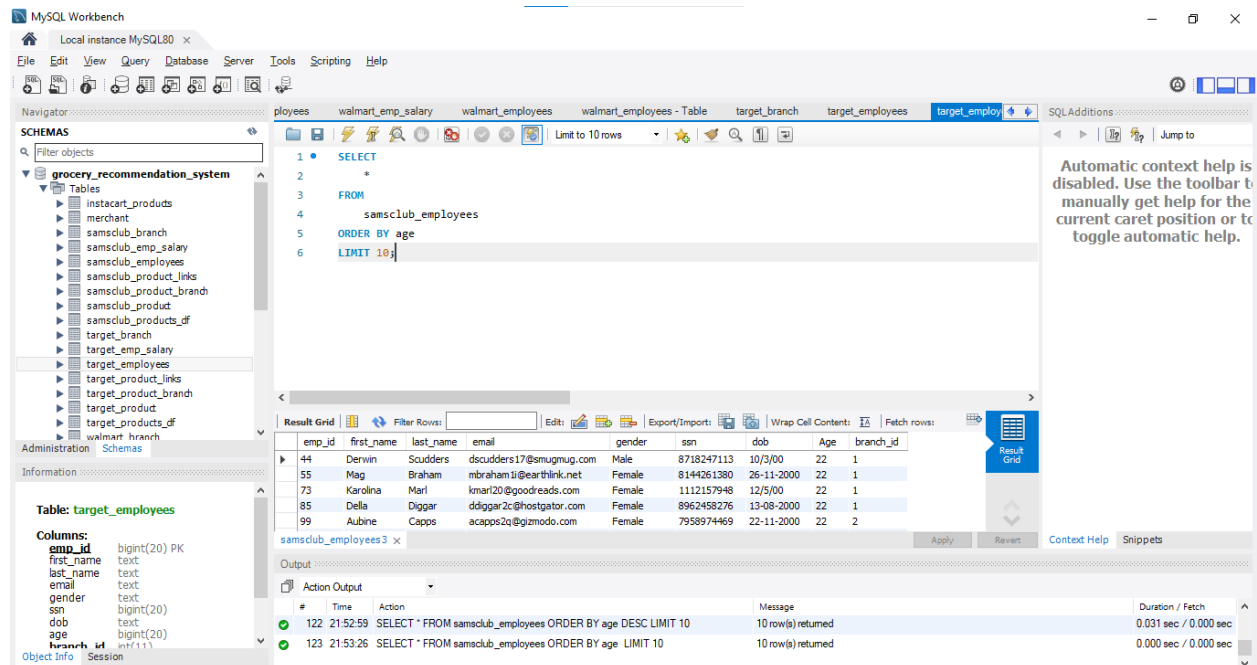 MySQL Workbench
Local instance MySQL80 ×
File Edit View Query Database Server Tools Scripting Help
Navigator
SCHEMAS
Filter objects
grocery_recommendation_system
Tables
instacart_products
merchant
samsclub_branch
samsclub_emp_salary
samsclub_employees
samsclub_product_links
samsclub_product_branch
samsclub_product
samsclub_products_df
target_branch
target_emp_salary
target_employees
target_product_links
target_product_branch
target_product
target_products_df
walmart_branch
Administration Schemas
Information
Table: target_employees
Columns:
emp_id bigint(20) PK
first_name text
last_name text
email text
gender text
ssn bigint(20)
dob text
age bigint(20)
branch_id int(11)
Object Info Session
ployees walmart_emp_salary walmart_employees walmart_employees - Table target_branch target_employees target_employ
Limit to 10 rows
1 SELECT
2 *
3 FROM
4 samsclub_employees
5 ORDER BY age
6 LIMIT 10;
Result Grid Filter Rows: Edit: Export/Import: Wrap Cell Content: Fetch rows:
emp_id first_name last_name email gender ssn dob Age branch_id
44 Derwin Scudders dscudders17@smugmug.com Male 8718247113 10/3/00 22 1
55 Mag Braham mbraham1i@earthlink.net Female 8144261380 26-11-2000 22 1
73 Karolina Marl kmarl20@goodreads.com Female 1112157948 12/5/00 22 1
85 Della Diggar ddiggar2c@hostgator.com Female 8962458276 13-08-2000 22 1
99 Aubine Capps acapps2q@gizmodo.com Female 7958974469 22-11-2000 22 2
Result
Grid
samsclub_employees3 ×
Apply Revert
Output
Action Output
# Time Action Message Duration / Fetch
122 21:52:59 SELECT * FROM samsclub_employees ORDER BY age DESC LIMIT 10 10 row(s) returned 0.031 sec / 0.000 sec
123 21:53:26 SELECT * FROM samsclub_employees ORDER BY age LIMIT 10 10 row(s) returned 0.000 sec / 0.000 sec
SQLAdditions
Jump to
Automatic context help is
disabled. Use the toolbar to
manually get help for the
current caret position or to
toggle automatic help.
Context Help Snippets